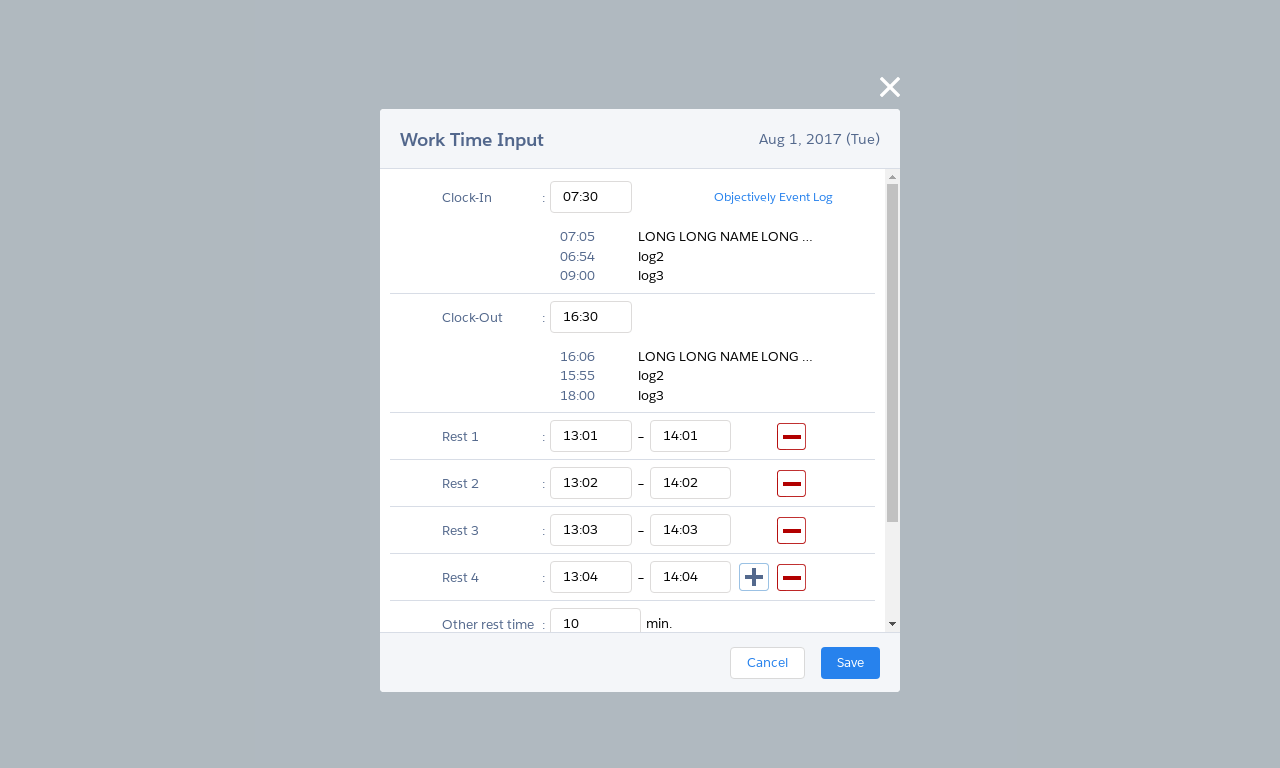 Work Time Input Aug 1, 2017 (Tue)
Clock-In : 07:30 Objectively Event Log
07:05 LONG LONG NAME LONG ...
06:54 log2
09:00 log3
Clock-Out : 16:30
16:06 LONG LONG NAME LONG ...
15:55 log2
18:00 log3
Rest 1 : 13:01 – 14:01
Rest 2 : 13:02 – 14:02
Rest 3 : 13:03 – 14:03
Rest 4 : 13:04 – 14:04
Other rest time : 10 min.
Cancel Save